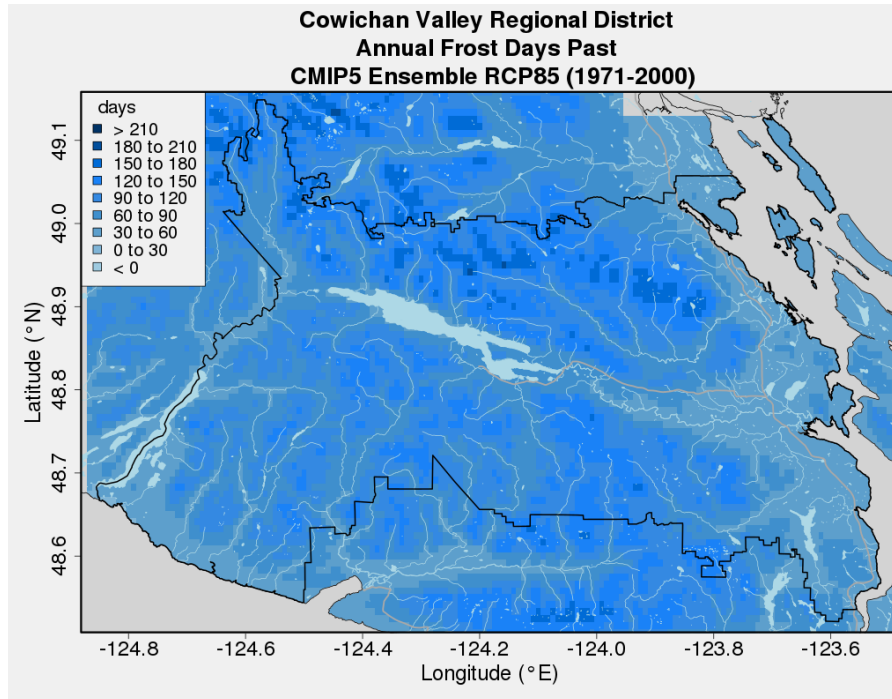 Cowichan Valley Regional District
Annual Frost Days Past
CMIP5 Ensemble RCP85 (1971-2000)
days
> 210
180 to 210
150 to 180
120 to 150
90 to 120
60 to 90
30 to 60
0 to 30
< 0
49.1
49.0
48.9
48.8
48.7
48.6
Latitude (°N)
-124.8
-124.6
-124.4
-124.2
-124.0
-123.8
-123.6
Longitude (°E)